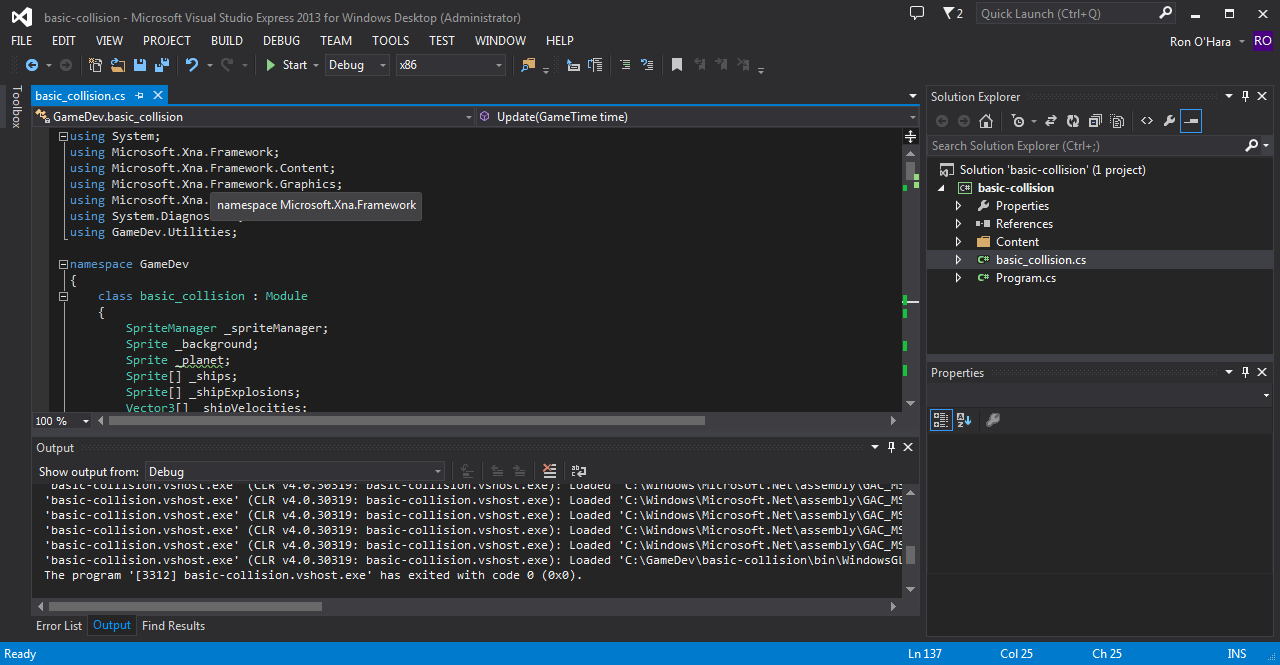 basic-collision - Microsoft Visual Studio Express 2013 for Windows Desktop (Administrator)
2
Quick Launch (Ctrl+Q)
FILE EDIT VIEW PROJECT BUILD DEBUG TEAM TOOLS TEST WINDOW HELP
Ron O'Hara
RO
Start
Debug
x86
Toolbox
basic_collision.cs
GameDev.basic_collision
Update(GameTime time)
using System;
using Microsoft.Xna.Framework;
using Microsoft.Xna.Framework.Content;
using Microsoft.Xna.Framework.Graphics;
using Microsoft.Xna.
namespace Microsoft.Xna.Framework
using System.Diagnos
using GameDev.Utilities;
namespace GameDev
{
class basic_collision : Module
{
SpriteManager _spriteManager;
Sprite _background;
Sprite _planet;
Sprite[] _ships;
Sprite[] _shipExplosions;
Vector3[] _shipVelocities;
100 %
Output
Show output from: Debug
'basic-collision.vshost.exe' (CLR v4.0.30319: basic-collision.vshost.exe): Loaded 'C:\Windows\Microsoft.Net\assembly\GAC_MS
'basic-collision.vshost.exe' (CLR v4.0.30319: basic-collision.vshost.exe): Loaded 'C:\Windows\Microsoft.Net\assembly\GAC_MS
'basic-collision.vshost.exe' (CLR v4.0.30319: basic-collision.vshost.exe): Loaded 'C:\Windows\Microsoft.Net\assembly\GAC_MS
'basic-collision.vshost.exe' (CLR v4.0.30319: basic-collision.vshost.exe): Loaded 'C:\Windows\Microsoft.Net\assembly\GAC_MS
'basic-collision.vshost.exe' (CLR v4.0.30319: basic-collision.vshost.exe): Loaded 'C:\Windows\Microsoft.Net\assembly\GAC_MS
'basic-collision.vshost.exe' (CLR v4.0.30319: basic-collision.vshost.exe): Loaded 'C:\GameDev\basic-collision\bin\WindowsGL
The program '[3312] basic-collision.vshost.exe' has exited with code 0 (0x0).
Error List Output Find Results
Solution Explorer
Search Solution Explorer (Ctrl+;)
Solution 'basic-collision' (1 project)
C# basic-collision
Properties
References
Content
C# basic_collision.cs
C# Program.cs
Properties
Ready
Ln 137
Col 25
Ch 25
INS